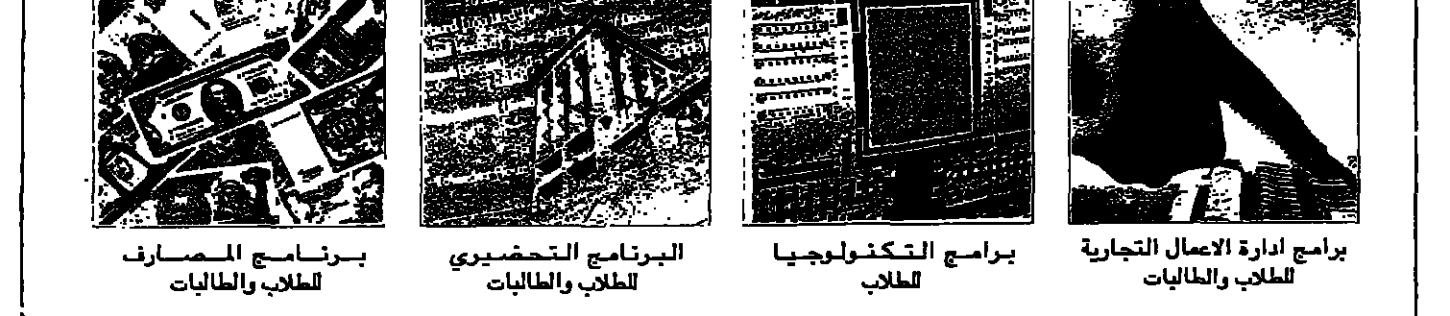 برامج ادارة الاعمال التجارية
للطلاب والطالبات
برامج التكنولوجيا
للطلاب
البرنامج التحضيري
للطلاب والطالبات
برنامج المصارف
للطلاب والطالبات